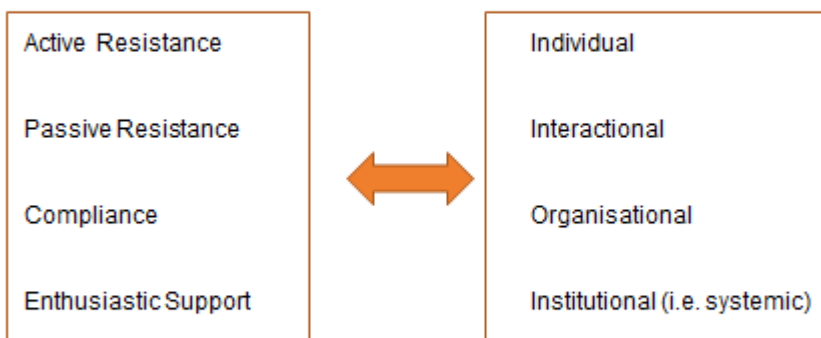 Active Resistance
Passive Resistance
Compliance
Enthusiastic Support
Individual
Interactional
Organisational
Institutional (i.e. systemic)